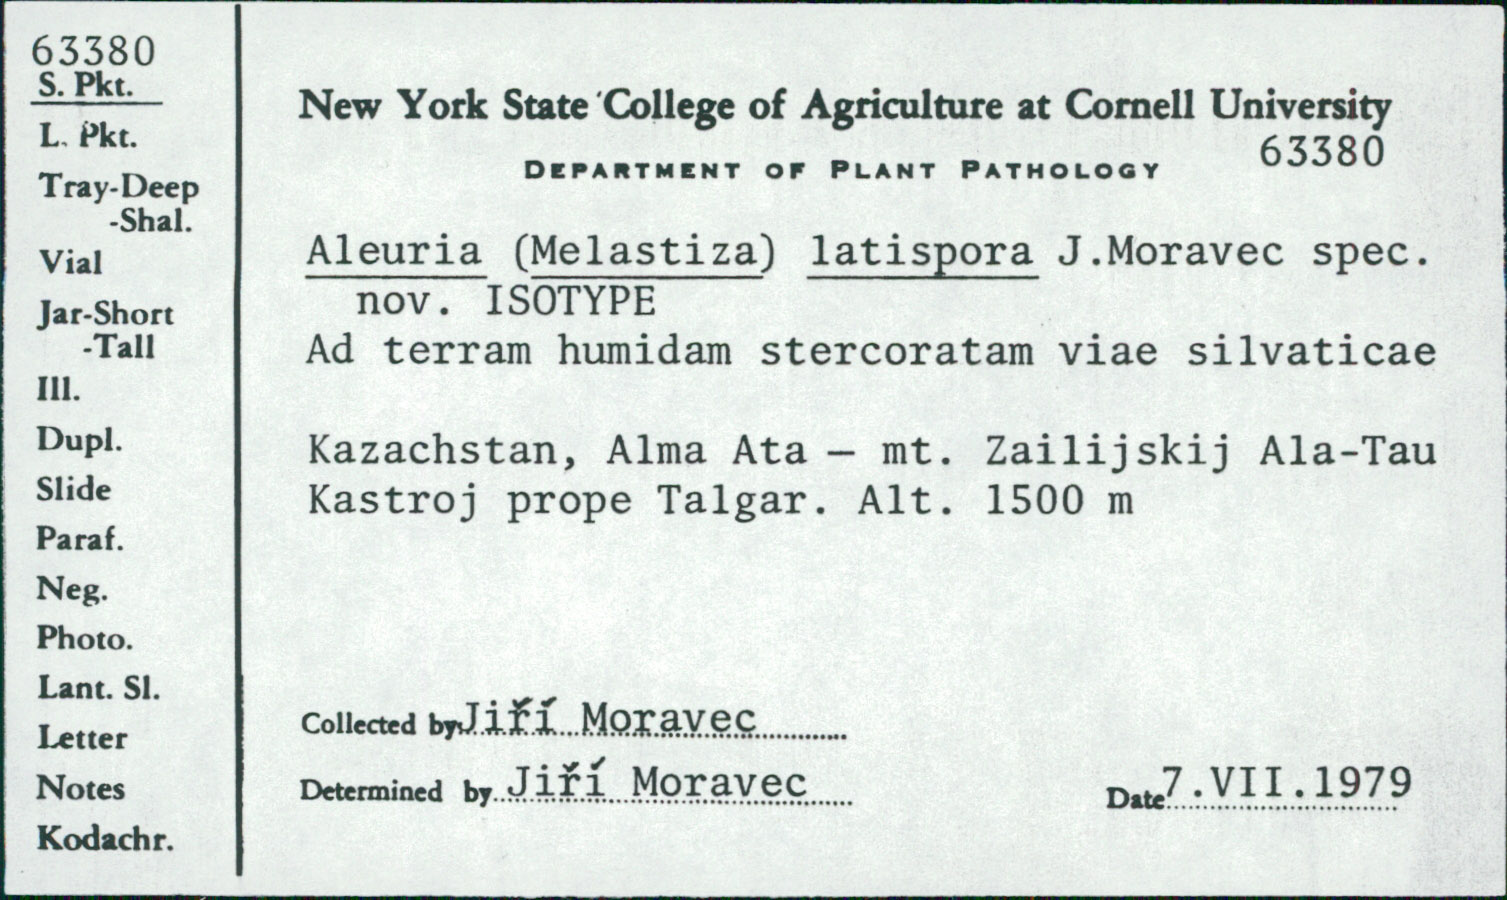 63380
S. Pkt.
L. Pkt.
Tray-Deep
-Shal.
Vial
Jar-Short
-Tall
Ill.
Dupl.
Slide
Paraf.
Neg.
Photo.
Lant. Sl.
Letter
Notes
Kodachr.
New York State College of Agriculture at Cornell University
63380
DEPARTMENT OF PLANT PATHOLOGY
Aleuria (Melastiza) latispora J.Moravec spec.
nov. ISOTYPE
Ad terram humidam stercoratam viae silvaticae
Kazachstan, Alma Ata — mt. Zailijskij Ala-Tau
Kastroj prope Talgar. Alt. 1500 m
Collected by Jiří Moravec
Determined by Jiří Moravec
Date 7.VII.1979